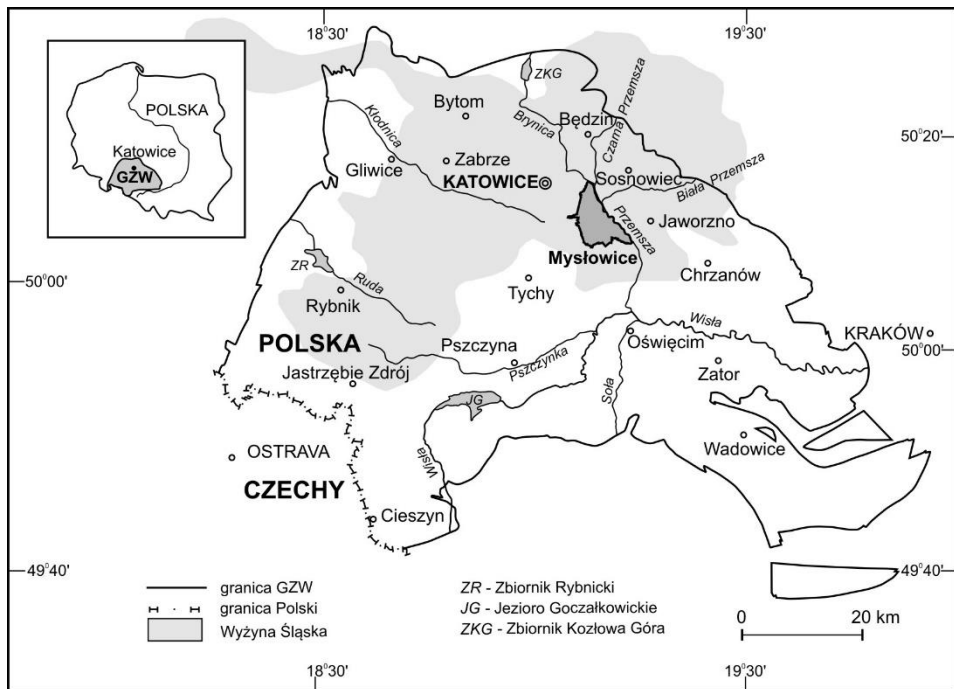 18°30'
19°30'
POLSKA
Katowice
GŻW
ZKG
Bytom
Brynica
Będzin
Czarna Przemsza
50°20'
Kłodnica
Gliwice
Zabrze
KATOWICE
Sosnowiec
Biała Przemsza
Przemsza
Jaworzno
Mysłowice
Chrzanów
50°00'
ZR
Ruda
Rybnik
Tychy
Wisła
KRAKÓW
Oświęcim
50°00'
POLSKA
Pszczyna
Pszczynka
Jastrzębie Zdrój
Zator
JG
Soła
Wisła
Wadowice
OSTRAVA
CZECHY
Cieszyn
49°40'
49°40'
granica GZW
granica Polski
Wyżyna Śląska
ZR - Zbiornik Rybnicki
JG - Jezioro Goczałkowickie
ZKG - Zbiornik Kozłowa Góra
0 20 km
18°30'
19°30'